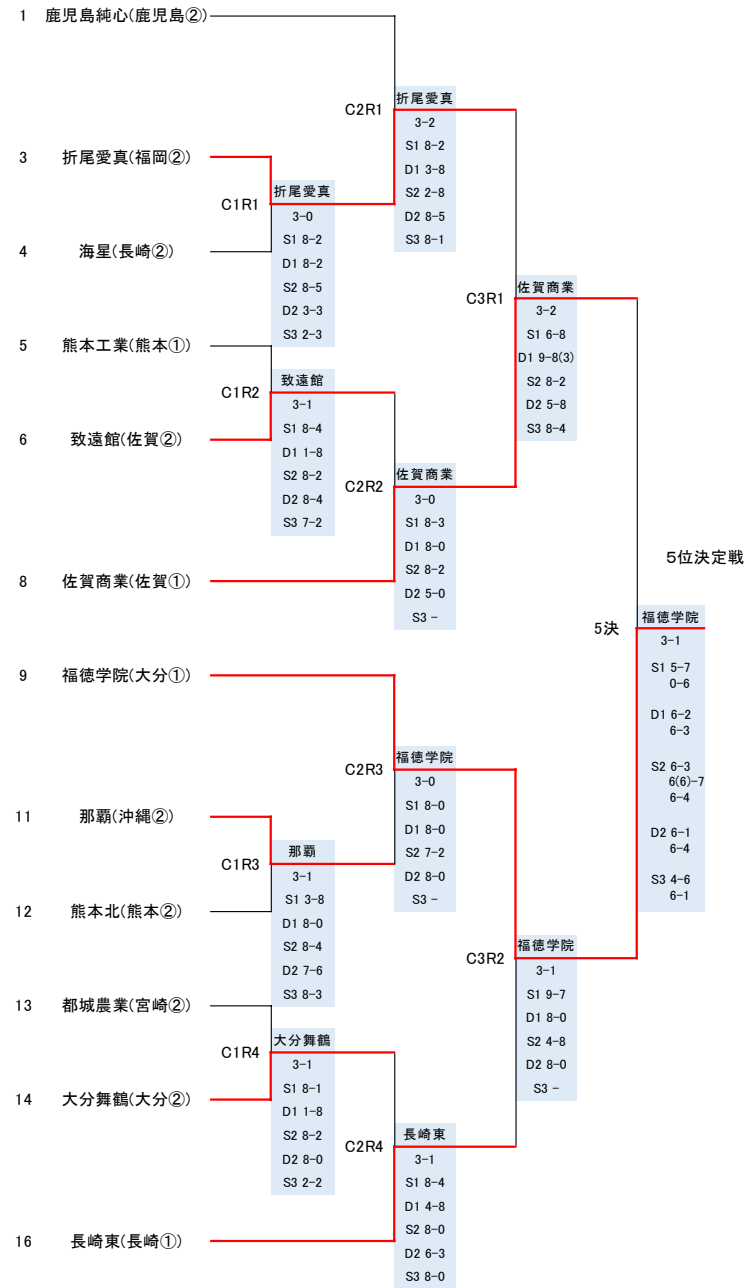 1 鹿児島純心(鹿児島②)
C2R1
折尾愛真
3-2
S1 8-2
D1 3-8
S2 2-8
D2 8-5
S3 8-1
3 折尾愛真(福岡②)
C1R1
折尾愛真
3-0
S1 8-2
D1 8-2
S2 8-5
D2 3-3
S3 2-3
4 海星(長崎②)
C3R1
佐賀商業
3-2
S1 6-8
D1 9-8(3)
S2 8-2
D2 5-8
S3 8-4
5 熊本工業(熊本①)
C1R2
致遠館
3-1
S1 8-4
D1 1-8
S2 8-2
D2 8-4
S3 7-2
6 致遠館(佐賀②)
C2R2
佐賀商業
3-0
S1 8-3
D1 8-0
S2 8-2
D2 5-0
S3 -
8 佐賀商業(佐賀①)
5位決定戦
5決
福徳学院
3-1
S1 5-7
0-6
D1 6-2
6-3
S2 6-3
6(6)-7
6-4
D2 6-1
6-4
S3 4-6
6-1
9 福徳学院(大分①)
C2R3
福徳学院
3-0
S1 8-0
D1 8-0
S2 7-2
D2 8-0
S3 -
11 那覇(沖縄②)
C1R3
那覇
3-1
S1 3-8
D1 8-0
S2 8-4
D2 7-6
S3 8-3
12 熊本北(熊本②)
C3R2
福徳学院
3-1
S1 9-7
D1 8-0
S2 4-8
D2 8-0
S3 -
13 都城農業(宮崎②)
C1R4
大分舞鶴
3-1
S1 8-1
D1 1-8
S2 8-2
D2 8-0
S3 2-2
14 大分舞鶴(大分②)
C2R4
長崎東
3-1
S1 8-4
D1 4-8
S2 8-0
D2 6-3
S3 8-0
16 長崎東(長崎①)